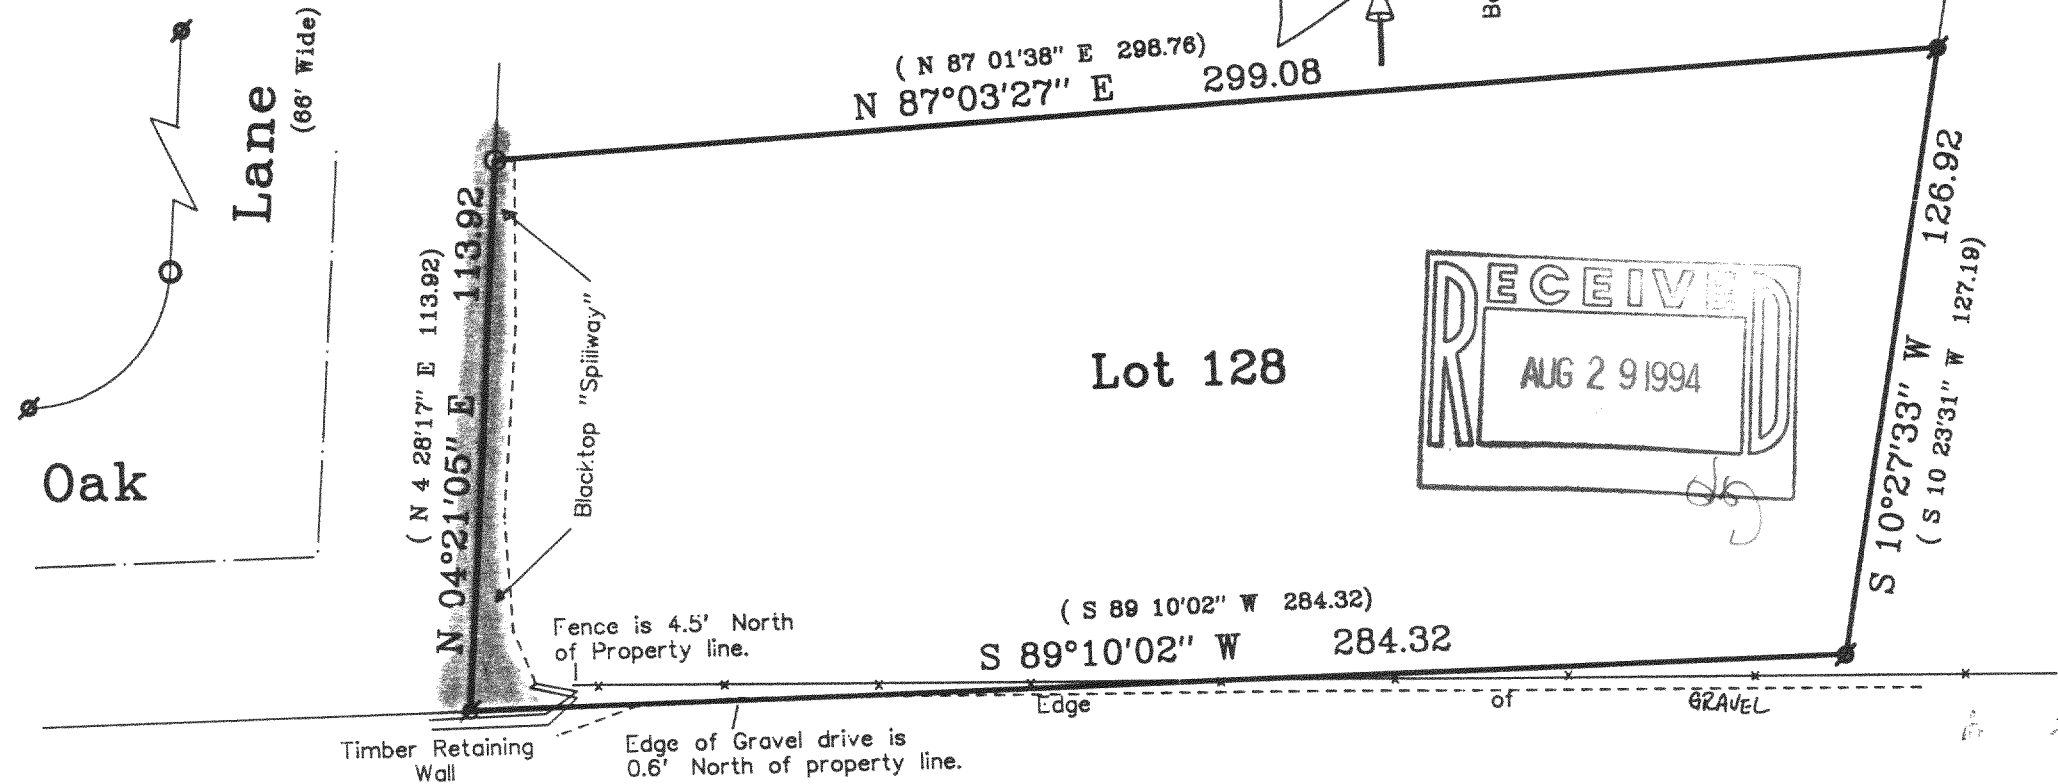 (66' Wide)
Lane
Oak
( N 87 01'38" E 298.76)
N 87°03'27" E 299.08
( N 4 28'17" E 113.92)
N 04°21'05" E 113.92
Blacktop "Spillway"
Lot 128
RECEIVED
AUG 2 9 1994
126.92
S 10°27'33" W
( S 10 23'31" W 127.19)
( S 89 10'02" W 284.32)
S 89°10'02" W 284.32
Fence is 4.5' North
of Property line.
Edge of GRAVEL
Timber Retaining
Wall
Edge of Gravel drive is
0.6' North of property line.